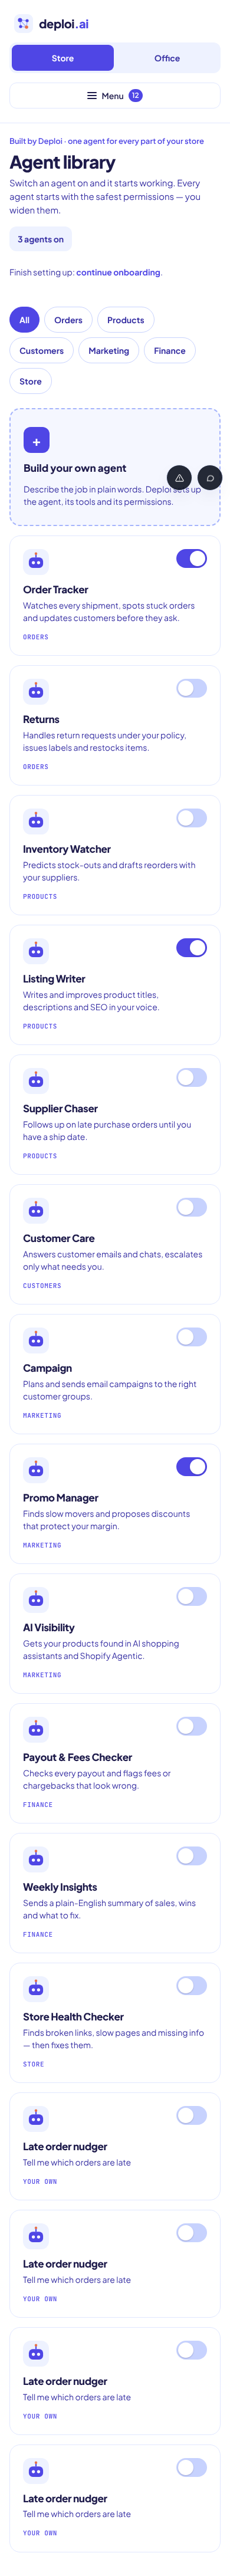 deploi.ai
Store
Office
Menu 12
Built by Deploi · one agent for every part of your store
Agent library
Switch an agent on and it starts working. Every
agent starts with the safest permissions — you
widen them.
3 agents on
Finish setting up: continue onboarding.
All
Orders
Products
Customers
Marketing
Finance
Store
+
Build your own agent
Describe the job in plain words. Deploi sets up
the agent, its tools and its permissions.
Order Tracker
Watches every shipment, spots stuck orders
and updates customers before they ask.
ORDERS
Returns
Handles return requests under your policy,
issues labels and restocks items.
ORDERS
Inventory Watcher
Predicts stock-outs and drafts reorders with
your suppliers.
PRODUCTS
Listing Writer
Writes and improves product titles,
descriptions and SEO in your voice.
PRODUCTS
Supplier Chaser
Follows up on late purchase orders until you
have a ship date.
PRODUCTS
Customer Care
Answers customer emails and chats, escalates
only what needs you.
CUSTOMERS
Campaign
Plans and sends email campaigns to the right
customer groups.
MARKETING
Promo Manager
Finds slow movers and proposes discounts
that protect your margin.
MARKETING
AI Visibility
Gets your products found in AI shopping
assistants and Shopify Agentic.
MARKETING
Payout & Fees Checker
Checks every payout and flags fees or
chargebacks that look wrong.
FINANCE
Weekly Insights
Sends a plain-English summary of sales, wins
and what to fix.
FINANCE
Store Health Checker
Finds broken links, slow pages and missing info
— then fixes them.
STORE
Late order nudger
Tell me which orders are late
YOUR OWN
Late order nudger
Tell me which orders are late
YOUR OWN
Late order nudger
Tell me which orders are late
YOUR OWN
Late order nudger
Tell me which orders are late
YOUR OWN